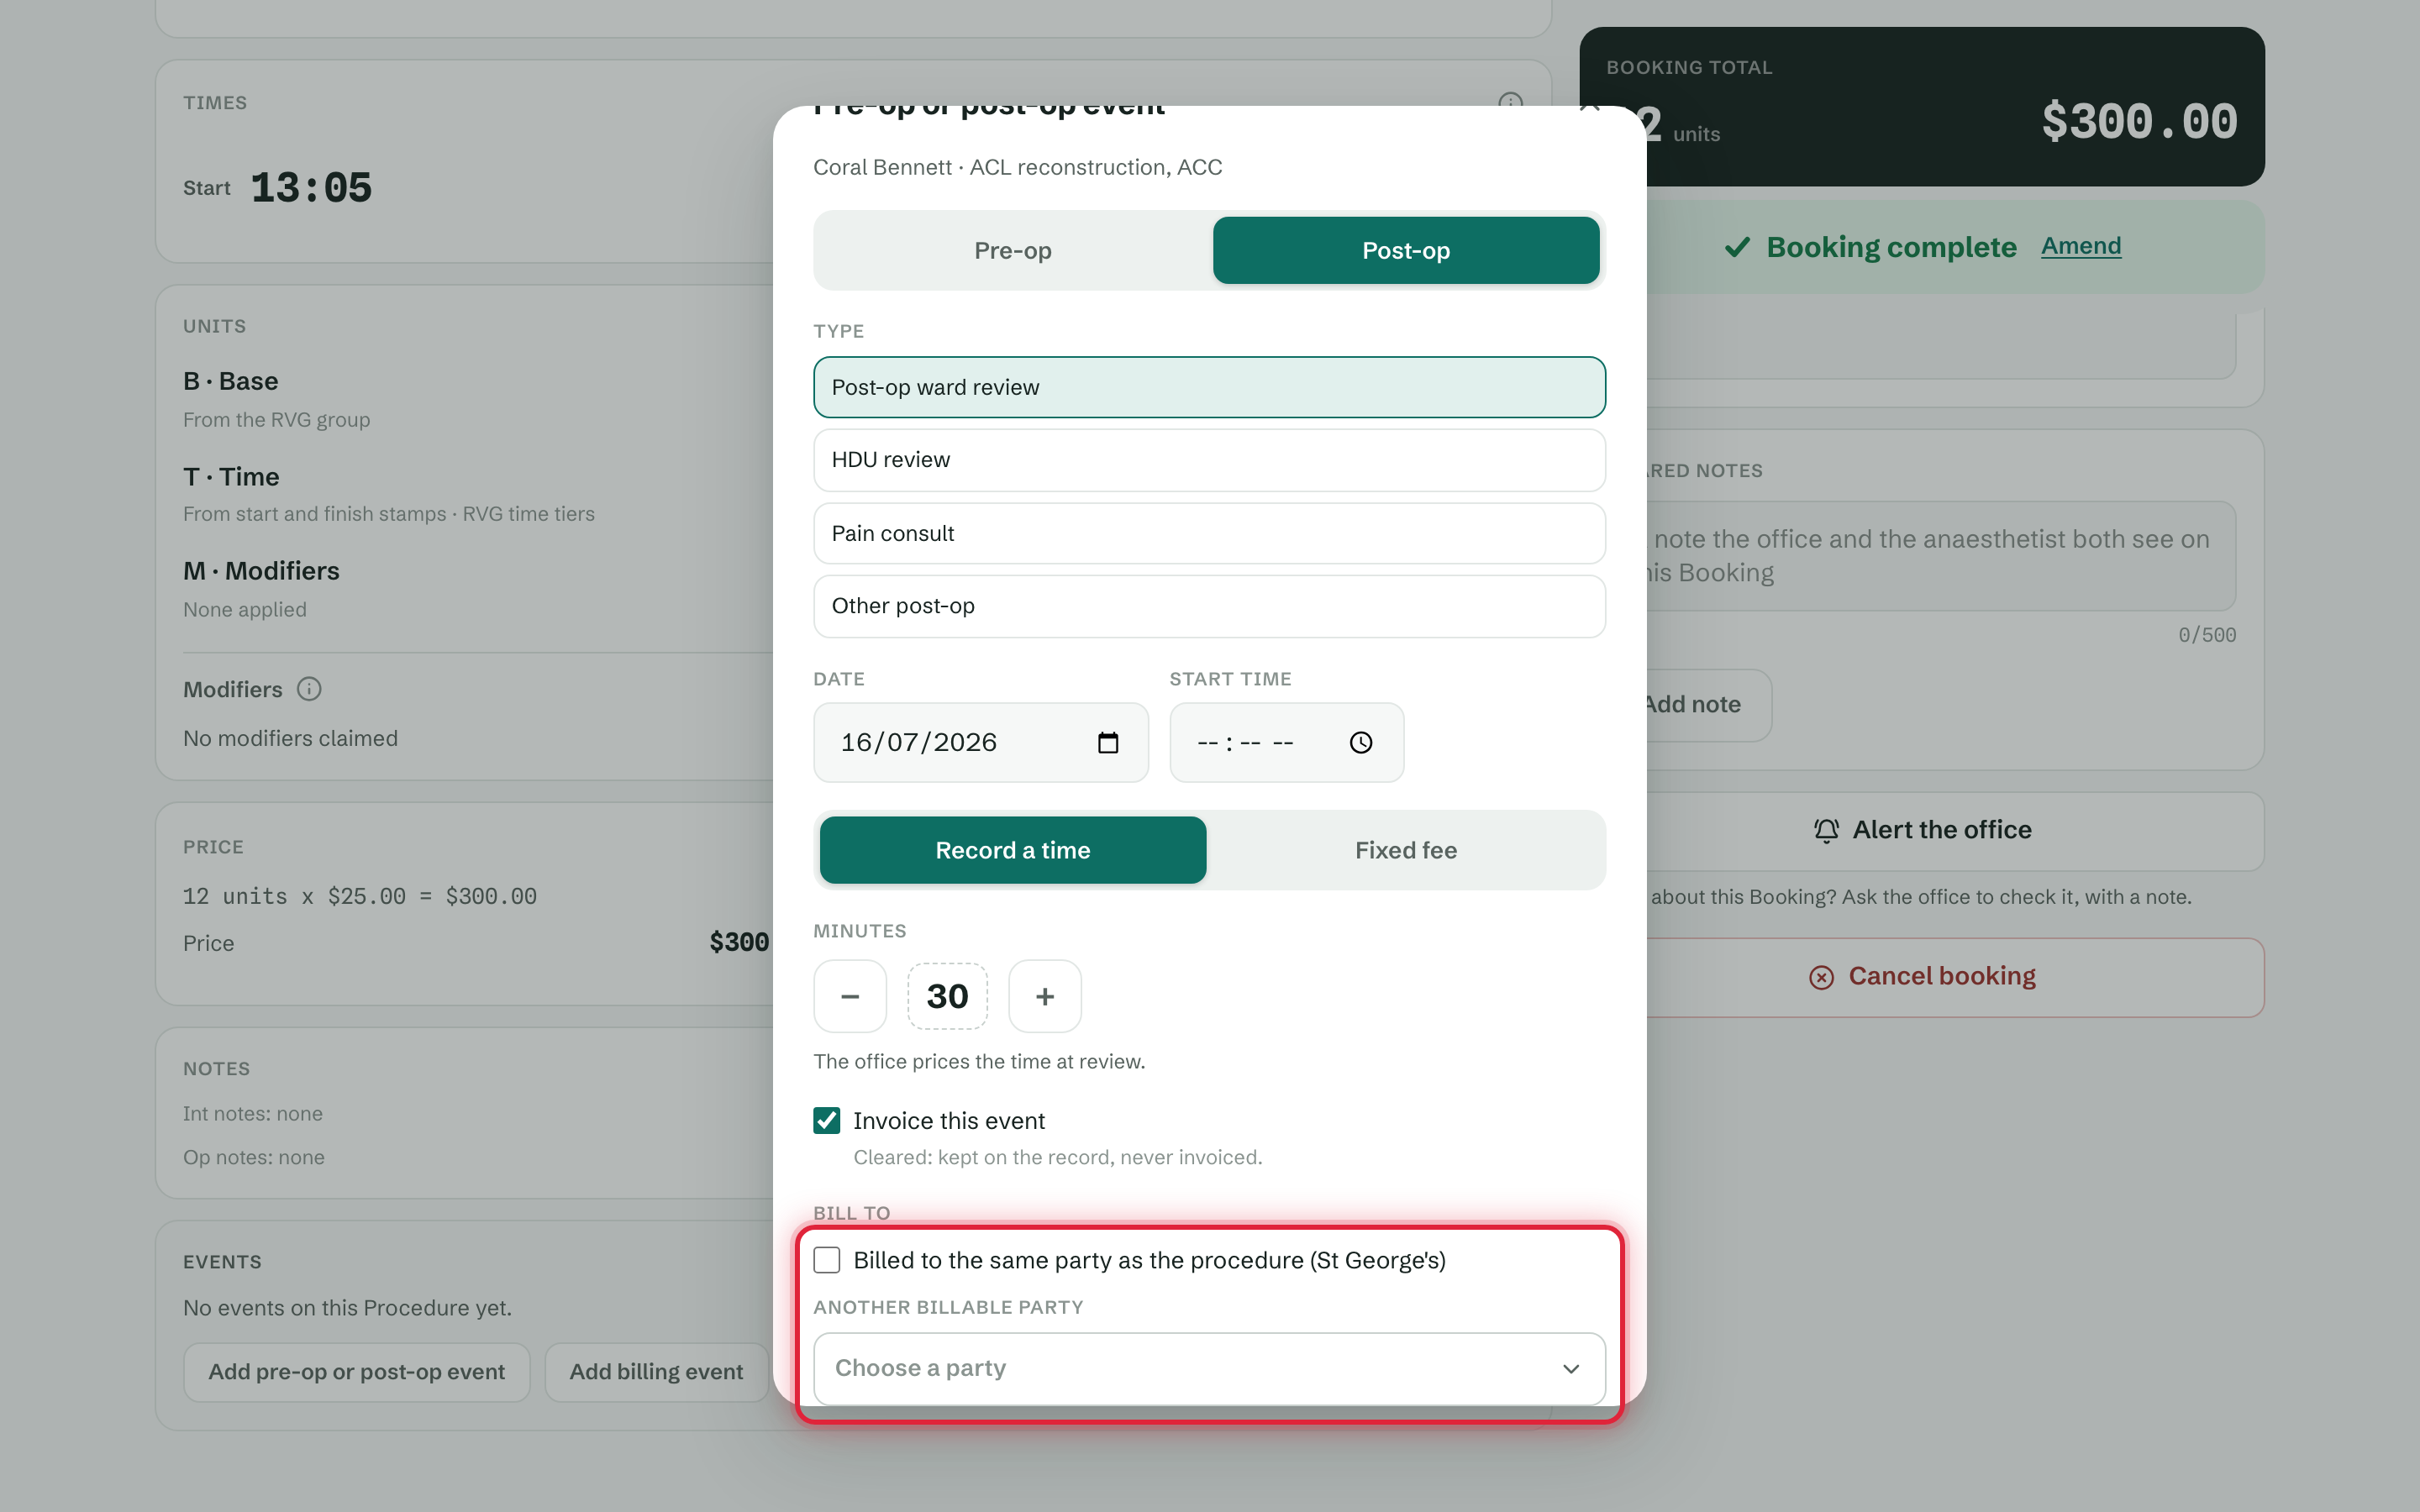 TIMES
Start 13:05
UNITS
B · Base
From the RVG group
T · Time
From start and finish stamps · RVG time tiers
M · Modifiers
None applied
Modifiers
No modifiers claimed
PRICE
12 units x $25.00 = $300.00
Price $300
NOTES
Int notes: none
Op notes: none
EVENTS
No events on this Procedure yet.
Add pre-op or post-op event
Add billing event
Pre-op or post-op event
Coral Bennett · ACL reconstruction, ACC
Pre-op
Post-op
TYPE
Post-op ward review
HDU review
Pain consult
Other post-op
DATE
16/07/2026
START TIME
-- : -- --
Record a time
Fixed fee
MINUTES
− 30 +
The office prices the time at review.
Invoice this event
Cleared: kept on the record, never invoiced.
BILL TO
Billed to the same party as the procedure (St George's)
ANOTHER BILLABLE PARTY
Choose a party
BOOKING TOTAL
2 units $300.00
Booking complete Amend
NOTES
note the office and the anaesthetist both see on
Booking
0/500
Add note
Alert the office
about this Booking? Ask the office to check it, with a note.
Cancel booking